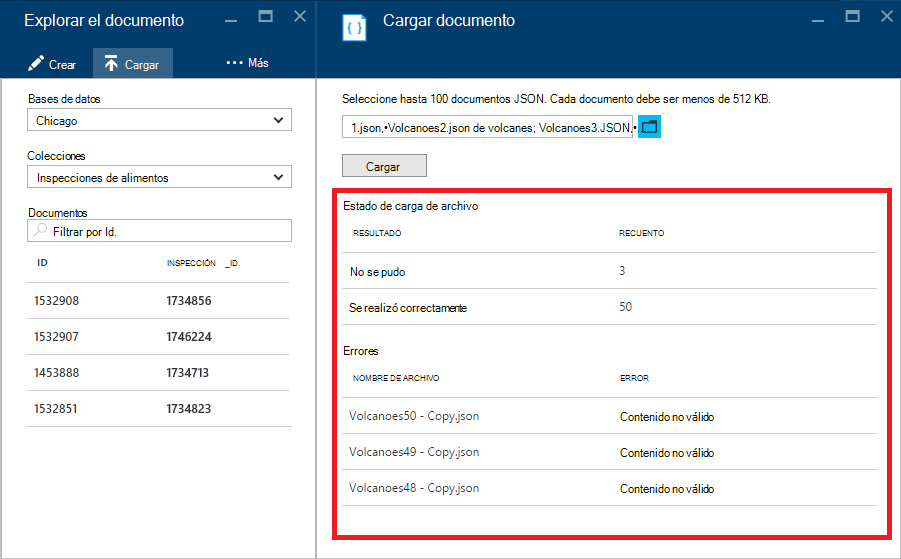 Explorar el documento
Crear
Cargar
Más
Bases de datos
Chicago
Colecciones
Inspecciones de alimentos
Documentos
Filtrar por Id.
ID INSPECCIÓN _ID.
1532908 1734856
1532907 1746224
1453888 1734713
1532851 1734823
{ } Cargar documento
Seleccione hasta 100 documentos JSON. Cada documento debe ser menos de 512 KB.
1.json,•Volcanoes2.json de volcanes; Volcanoes3.JSON,•...
Cargar
Estado de carga de archivo
RESULTADO RECUENTO
No se pudo 3
Se realizó correctamente 50
Errores
NOMBRE DE ARCHIVO ERROR
Volcanoes50 - Copy.json Contenido no válido
Volcanoes49 - Copy.json Contenido no válido
Volcanoes48 - Copy.json Contenido no válido